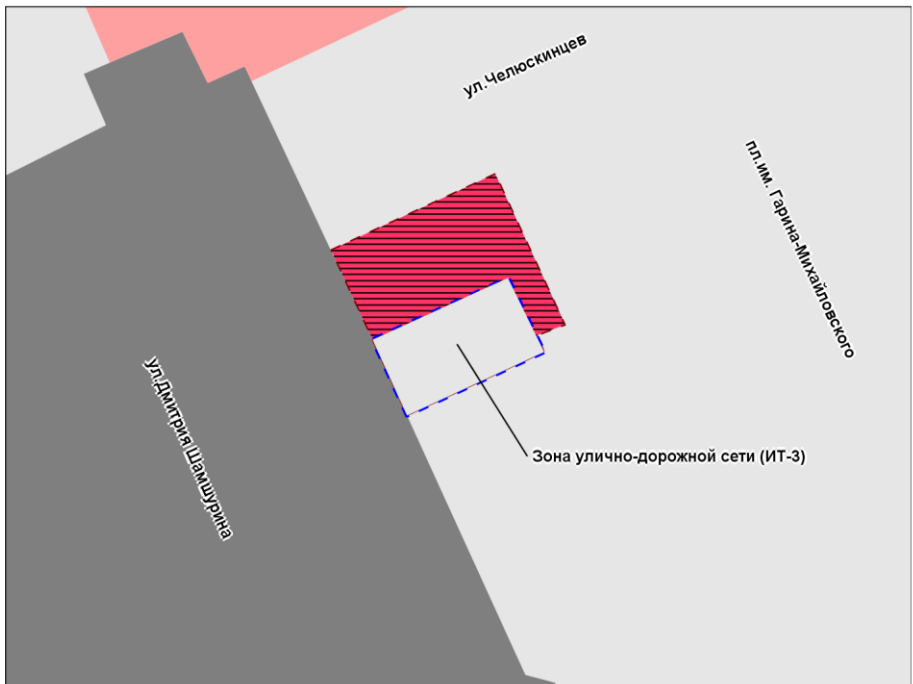 ул.Челюскинцев
пл.им. Гарина-Михайловского
ул.Дмитрия Шамшурина
Зона улично-дорожной сети (ИТ-3)